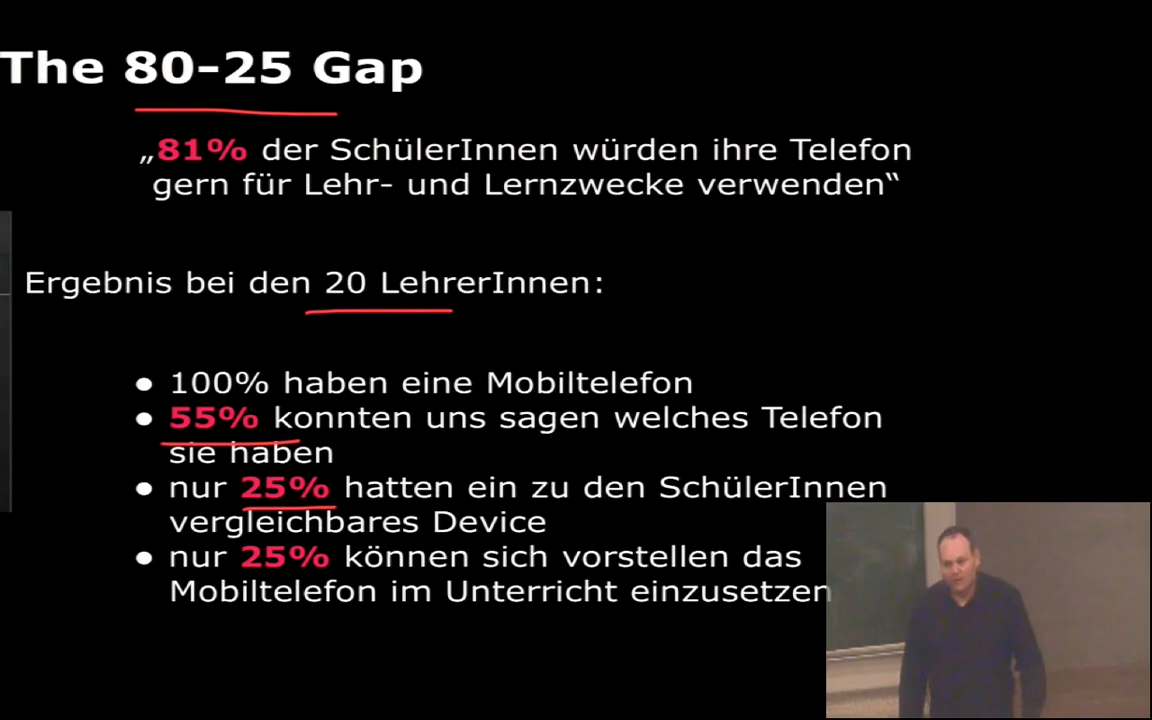 The 80–25 Gap
„81% der SchülerInnen würden ihre Telefon
gern für Lehr- und Lernzwecke verwenden“
Ergebnis bei den 20 LehrerInnen:
● 100% haben eine Mobiltelefon
● 55% konnten uns sagen welches Telefon
sie haben
● nur 25% hatten ein zu den SchülerInnen
vergleichbares Device
● nur 25% können sich vorstellen das
Mobiltelefon im Unterricht einzusetzen